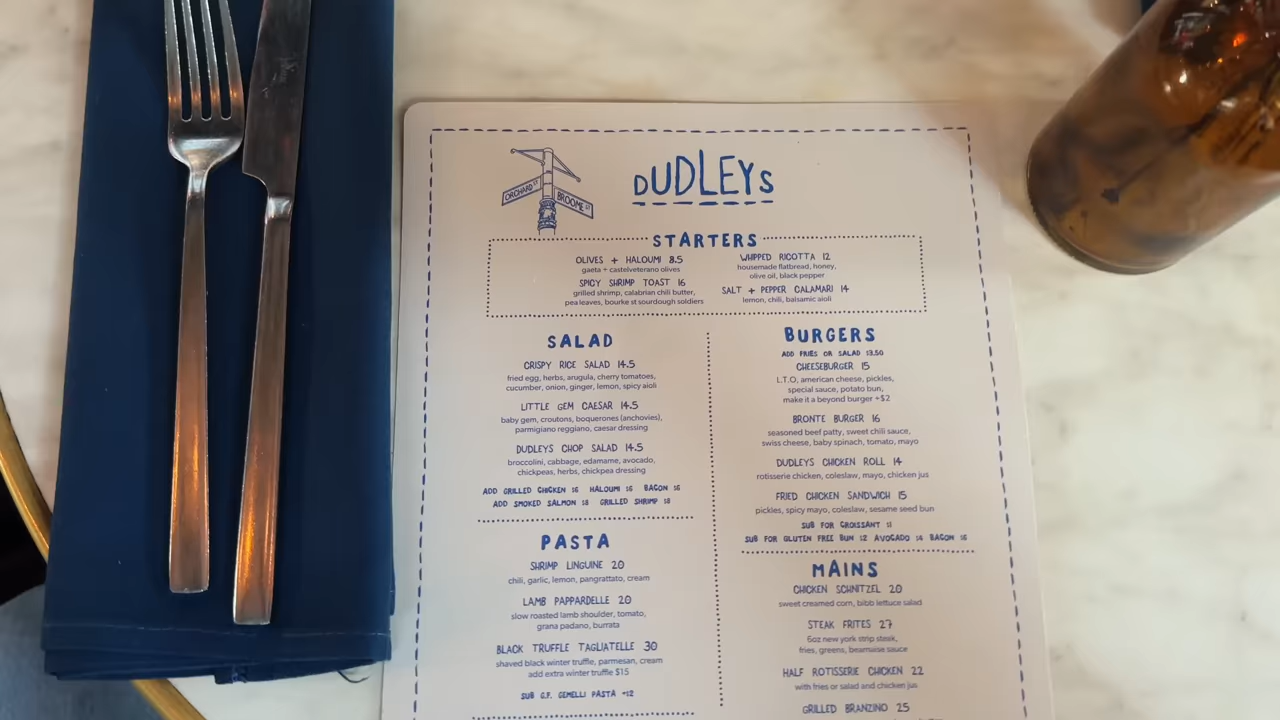 ORCHARD ST
BROOME ST
DUDLEYS
STARTERS
OLIVES + HALOUMI 8.5
gaeta + castelveterano olives
SPICY SHRIMP TOAST 16
grilled shrimp, calabrian chili butter,
pea leaves, bourke st sourdough soldiers
WHIPPED RICOTTA 12
housemade flatbread, honey,
olive oil, black pepper
SALT + PEPPER CALAMARI 14
lemon, chili, balsamic aioli
SALAD
CRISPY RICE SALAD 14.5
fried egg, herbs, arugula, cherry tomatoes,
cucumber, onion, ginger, lemon, spicy aioli
LITTLE GEM CAESAR 14.5
baby gem, croutons, boquerones (anchovies),
parmigiano reggiano, caesar dressing
DUDLEYS CHOP SALAD 14.5
broccolini, cabbage, edamame, avocado,
chickpeas, herbs, chickpea dressing
ADD GRILLED CHICKEN $6 HALOUMI $6 BACON $6
ADD SMOKED SALMON $8 GRILLED SHRIMP $8
PASTA
SHRIMP LINGUINE 20
chili, garlic, lemon, pangrattato, cream
LAMB PAPPARDELLE 20
slow roasted lamb shoulder, tomato,
grana padano, burrata
BLACK TRUFFLE TAGLIATELLE 30
shaved black winter truffle, parmesan, cream
add extra winter truffle $15
SUB G.F. GEMELLI PASTA +$2
BURGERS
ADD FRIES OR SALAD $3.50
CHEESEBURGER 15
L.T.O, american cheese, pickles,
special sauce, potato bun,
make it a beyond burger +$2
BRONTE BURGER 16
seasoned beef patty, sweet chili sauce,
swiss cheese, baby spinach, tomato, mayo
DUDLEYS CHICKEN ROLL 14
rotisserie chicken, coleslaw, mayo, chicken jus
FRIED CHICKEN SANDWICH 15
pickles, spicy mayo, coleslaw, sesame seed bun
SUB FOR CROISSANT $1
SUB FOR GLUTEN FREE BUN $2 AVOCADO $4 BACON $6
MAINS
CHICKEN SCHNITZEL 20
sweet creamed corn, bibb lettuce salad
STEAK FRITES 27
6oz new york strip steak,
fries, greens, bearnaise sauce
HALF ROTISSERIE CHICKEN 22
with fries or salad and chicken jus
GRILLED BRANZINO 25